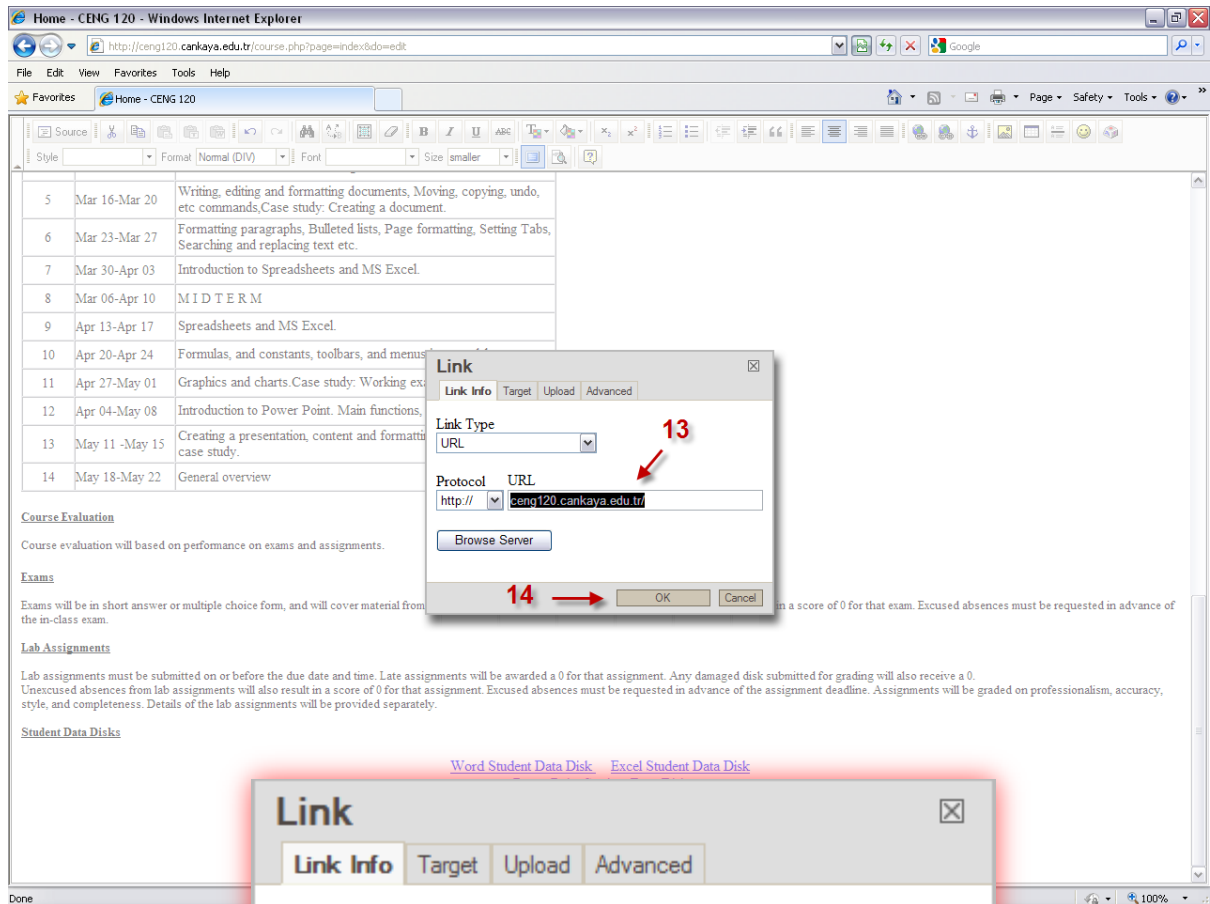 Home - CENG 120 - Windows Internet Explorer
http://ceng120.cankaya.edu.tr/course.php?page=index&do=edit
Google
File Edit View Favorites Tools Help
Favorites Home - CENG 120 Page Safety Tools
Source B I U ABC
Style Format Normal (DIV) Font Size smaller
5 Mar 16-Mar 20 Writing, editing and formatting documents, Moving, copying, undo,
etc commands,Case study: Creating a document.
6 Mar 23-Mar 27 Formatting paragraphs, Bulleted lists, Page formatting, Setting Tabs,
Searching and replacing text etc.
7 Mar 30-Apr 03 Introduction to Spreadsheets and MS Excel.
8 Mar 06-Apr 10 M I D T E R M
9 Apr 13-Apr 17 Spreadsheets and MS Excel.
10 Apr 20-Apr 24 Formulas, and constants, toolbars, and menus
11 Apr 27-May 01 Graphics and charts.Case study: Working
12 Apr 04-May 08 Introduction to Power Point. Main functions,
13 May 11 -May 15 Creating a presentation, content and
case study.
14 May 18-May 22 General overview
Link
Link Info Target Upload Advanced
Link Type
URL
13
Protocol URL
http:// ceng120.cankaya.edu.tr/
Browse Server
14
OK Cancel
Course Evaluation
Course evaluation will based on performance on exams and assignments.
Exams
Exams will be in short answer or multiple choice form, and will cover material from in a score of 0 for that exam. Excused absences must be requested in advance of
the in-class exam.
Lab Assignments
Lab assignments must be submitted on or before the due date and time. Late assignments will be awarded a 0 for that assignment. Any damaged disk submitted for grading will also receive a 0.
Unexcused absences from lab assignments will also result in a score of 0 for that assignment. Excused absences must be requested in advance of the assignment deadline. Assignments will be graded on professionalism, accuracy,
style, and completeness. Details of the lab assignments will be provided separately.
Student Data Disks
Word Student Data Disk Excel Student Data Disk
Link
Link Info Target Upload Advanced
Done 100%